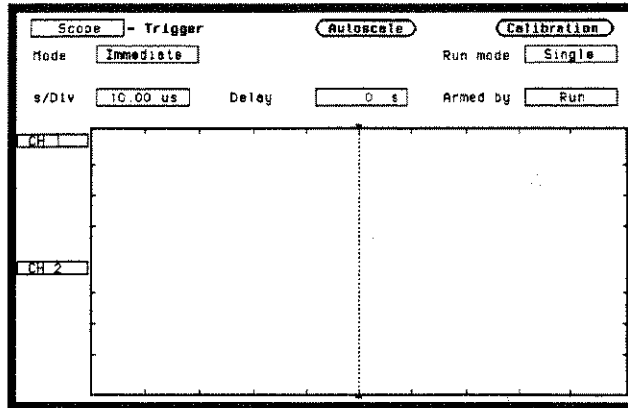 Scope - Trigger Autoscale Calibration
Mode Immediate Run mode Single
s/Div 10.00 us Delay 0 s Armed by Run
CH 1
CH 2